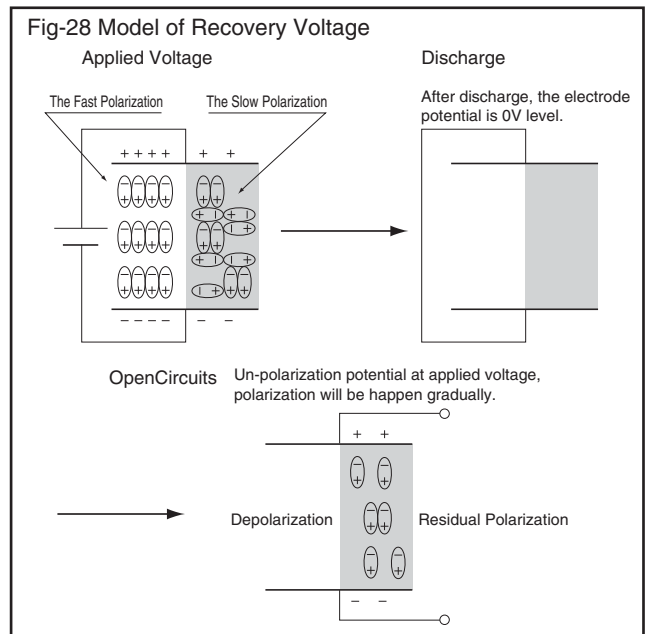 Fig-28 Model of Recovery Voltage
Applied Voltage
Discharge
The Fast Polarization
The Slow Polarization
After discharge, the electrode
potential is 0V level.
+ + + + + +
− − − − − −
OpenCircuits
Un-polarization potential at applied voltage,
polarization will be happen gradually.
+ +
Depolarization
Residual Polarization
− −